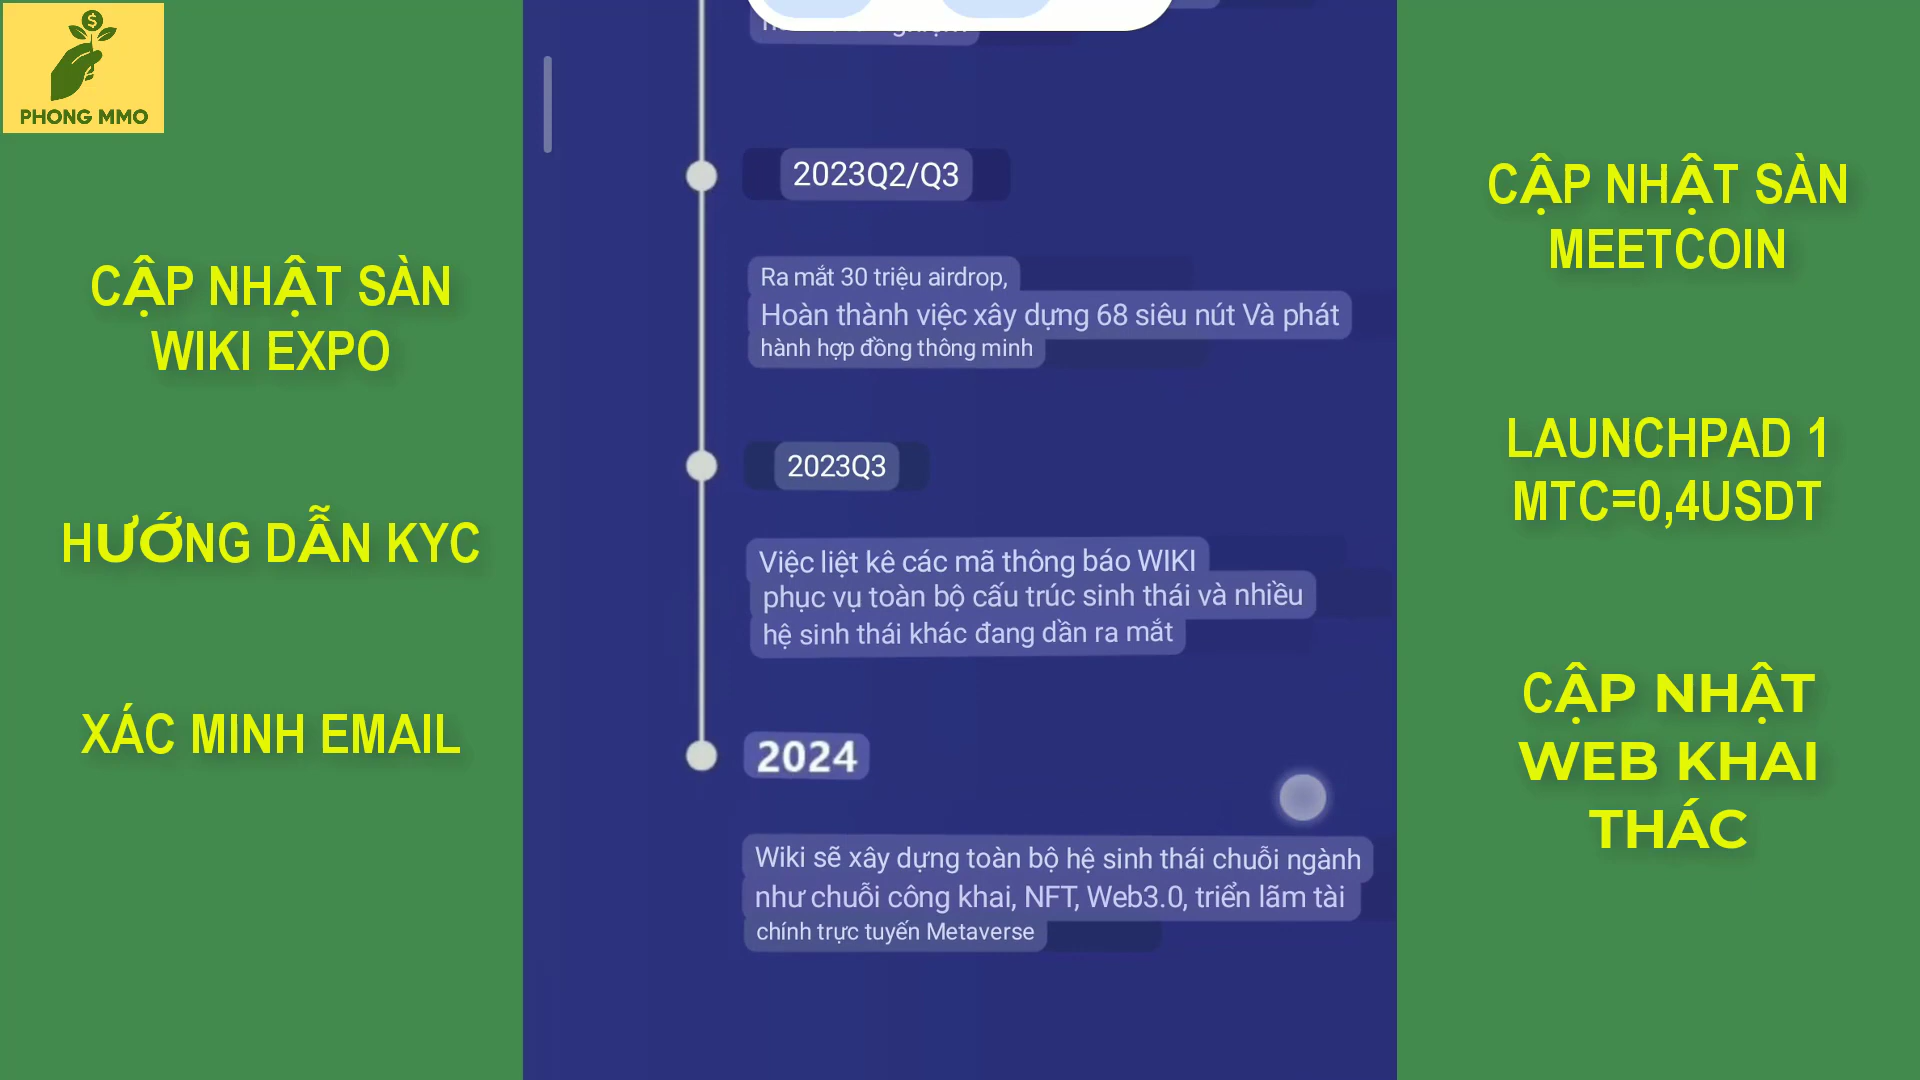 PHONG MMO
CẬP NHẬT SÀN
WIKI EXPO
HƯỚNG DẪN KYC
XÁC MINH EMAIL
2023Q2/Q3
Ra mắt 30 triệu airdrop,
Hoàn thành việc xây dựng 68 siêu nút Và phát
hành hợp đồng thông minh
2023Q3
Việc liệt kê các mã thông báo WIKI
phục vụ toàn bộ cấu trúc sinh thái và nhiều
hệ sinh thái khác đang dần ra mắt
2024
Wiki sẽ xây dựng toàn bộ hệ sinh thái chuỗi ngành
như chuỗi công khai, NFT, Web3.0, triển lãm tài
chính trực tuyến Metaverse
CẬP NHẬT SÀN
MEETCOIN
LAUNCHPAD 1
MTC=0,4USDT
CẬP NHẬT
WEB KHAI
THÁC